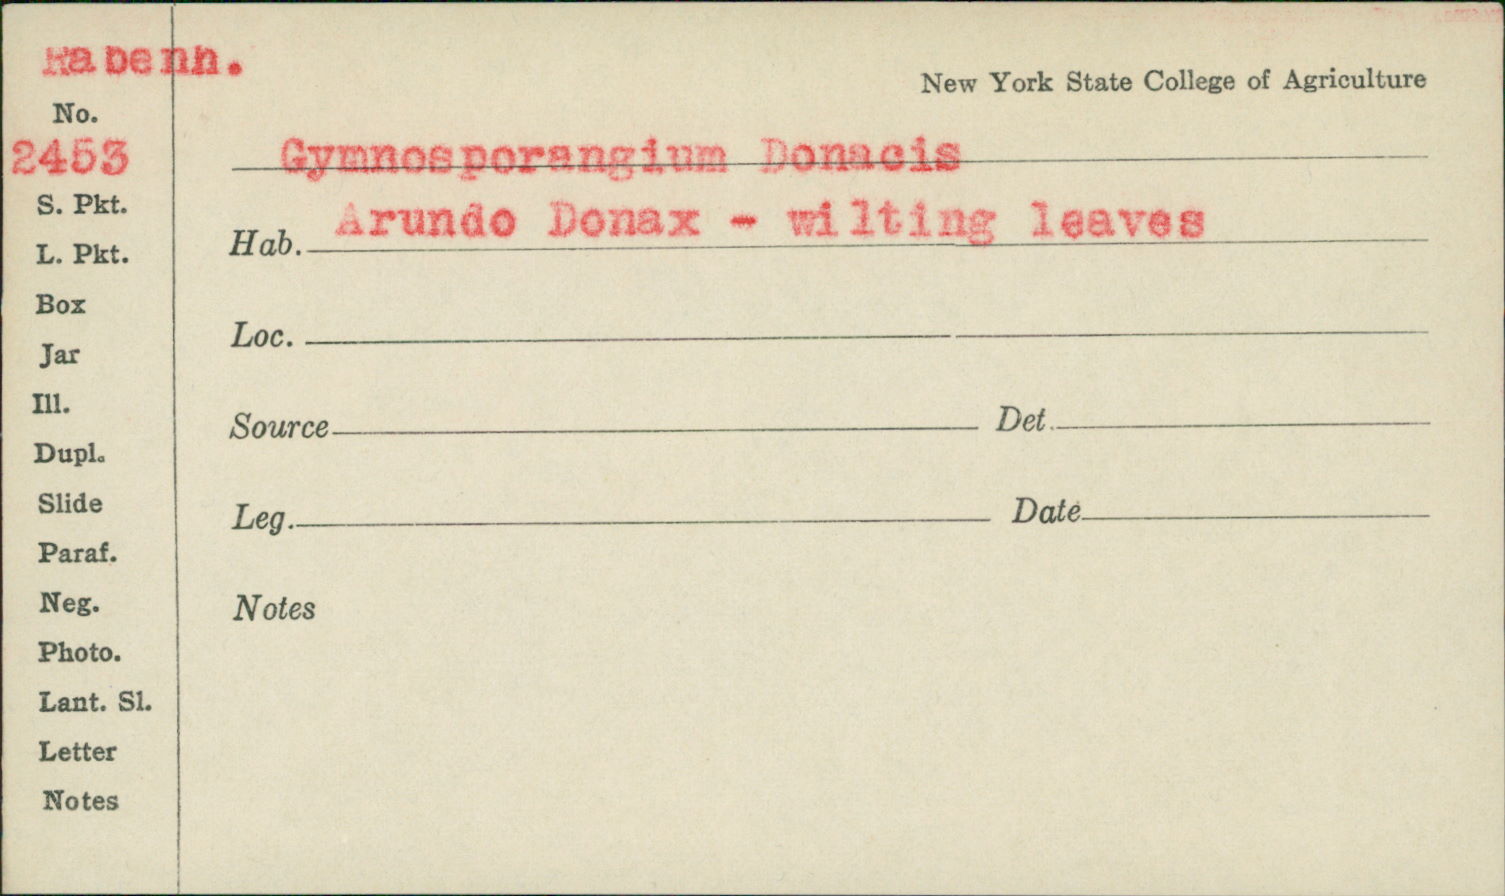 Rabenh.
New York State College of Agriculture
No.
2453
Gymnosporangium Donacis
S. Pkt.
Hab. Arundo Donax - wilting leaves
L. Pkt.
Box
Loc.
Jar
Ill.
Source Det.
Dupl.
Slide
Leg. Date
Paraf.
Neg.
Notes
Photo.
Lant. Sl.
Letter
Notes